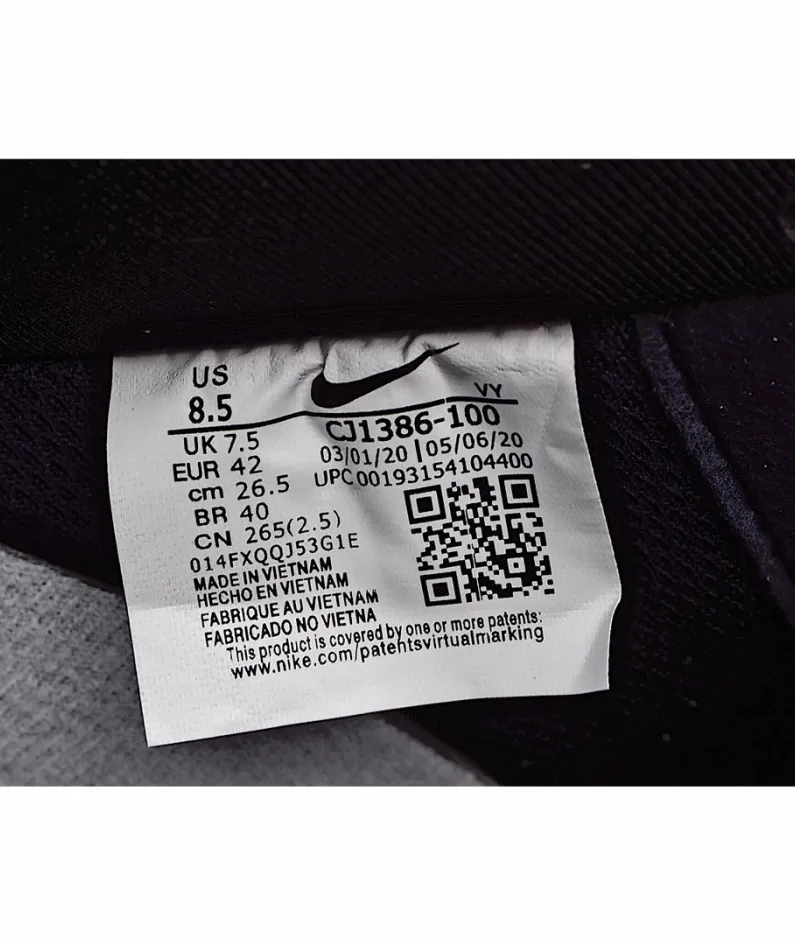 US
8.5
VY
CJ1386-100
UK 7.5
03/01/20 | 05/06/20
EUR 42
UPC 00193154104400
cm 26.5
BR 40
CN 265(2.5)
014FXQQJ53G1E
MADE IN VIETNAM
HECHO EN VIETNAM
FABRIQUE AU VIETNAM
FABRICADO NO VIETNA
This product is covered by one or more patents:
www.nike.com/patentsvirtualmarking